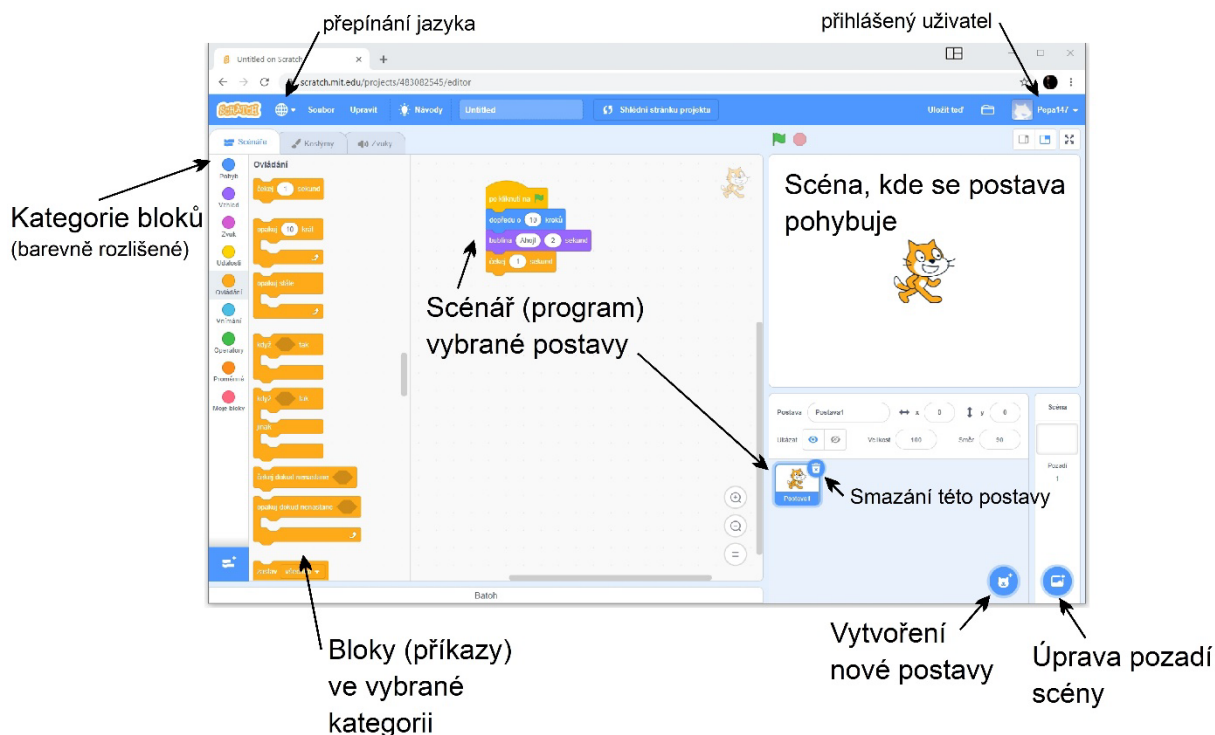 přepínání jazyka
přihlášený uživatel
Untitled on Scratch
scratch.mit.edu/projects/483082545/editor
SCRATCH
Soubor
Upravit
Návody
Untitled
Shlédni stránku projektu
Uložit teď
Pepa147
Scénáře
Kostýmy
Zvuky
Kategorie bloků
(barevně rozlišené)
Pohyb
Vzhled
Zvuk
Události
Ovládání
Vnímání
Operátory
Proměnné
Moje bloky
Ovládání
čekej 1 sekund
opakuj 10 krát
opakuj stále
když tak
když tak
jinak
čekej dokud nenastane
opakuj dokud nenastane
zastav
po kliknutí na
dopředu o 10 kroků
bublina Ahoj! 2 sekund
čekej 1 sekund
Scénář (program)
vybrané postavy
Scéna, kde se postava
pohybuje
Postava Postava1 x 0 y 0
Ukázat Velikost 100 Směr 90
Postava1
Smazání této postavy
Scéna
Pozadí
1
Batoh
Bloky (příkazy)
ve vybrané
kategorii
Vytvoření
nové postavy
Úprava pozadí
scény